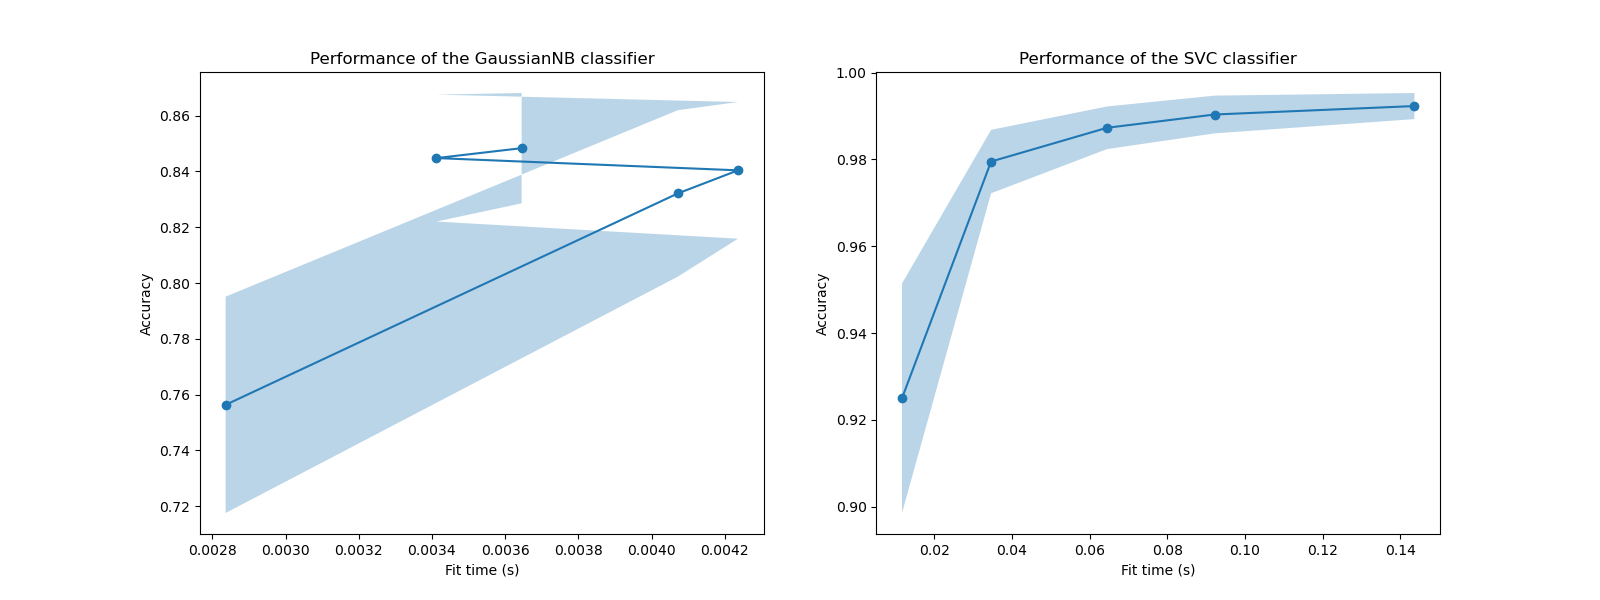 Performance of the GaussianNB classifier
0.86
0.84
0.82
0.80
0.78
0.76
0.74
0.72
Accuracy
0.0028 0.0030 0.0032 0.0034 0.0036 0.0038 0.0040 0.0042
Fit time (s)
Performance of the SVC classifier
1.00
0.98
0.96
0.94
0.92
0.90
Accuracy
0.02 0.04 0.06 0.08 0.10 0.12 0.14
Fit time (s)